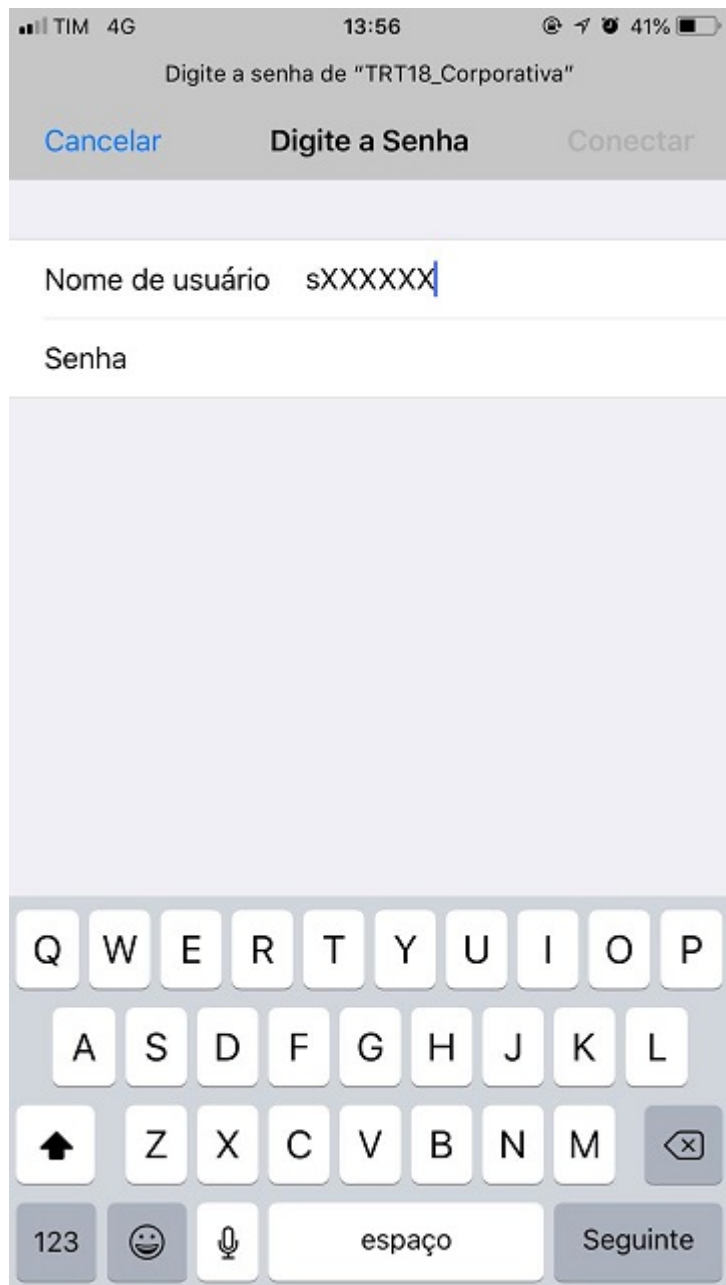 TIM 4G 13:56 41%
Digite a senha de “TRT18_Corporativa”
Cancelar Digite a Senha Conectar
Nome de usuário sXXXXXX
Senha
Q W E R T Y U I O P
A S D F G H J K L
Z X C V B N M
123 espaço Seguinte